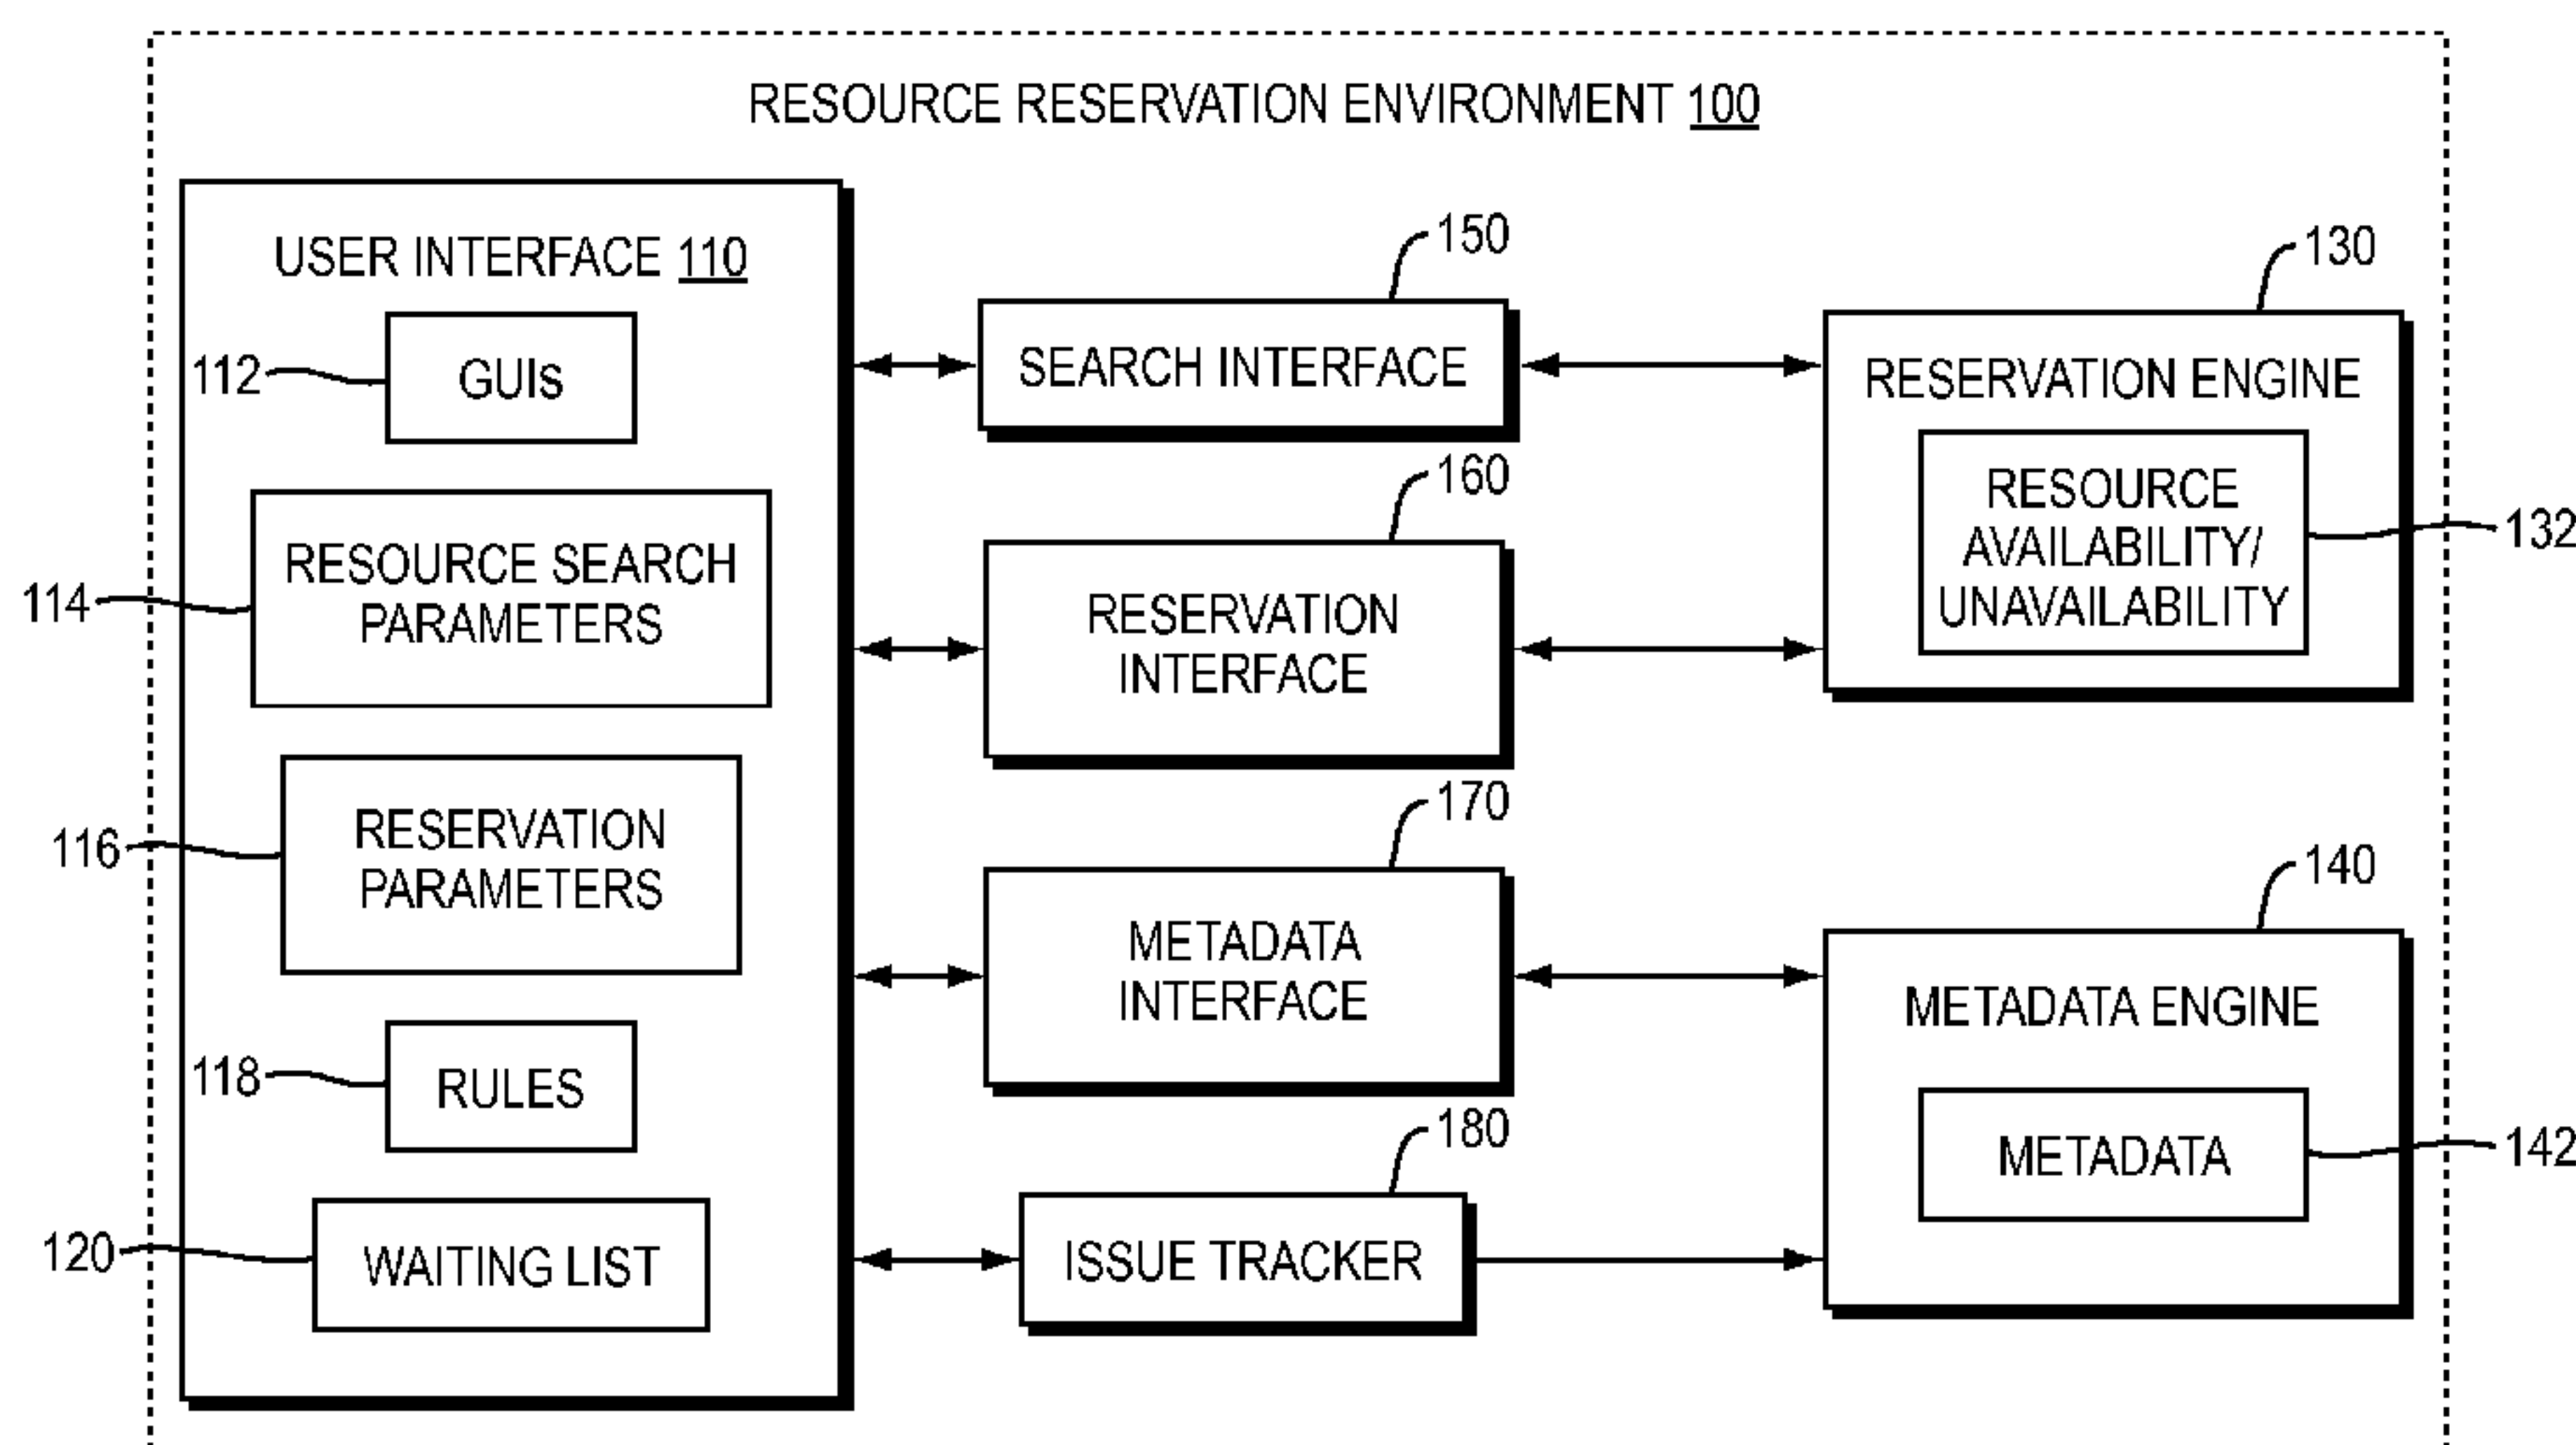 RESOURCE RESERVATION ENVIRONMENT 100
USER INTERFACE 110
112
GUIs
114
RESOURCE SEARCH
PARAMETERS
116
RESERVATION
PARAMETERS
118
RULES
120
WAITING LIST
150
SEARCH INTERFACE
160
RESERVATION
INTERFACE
170
METADATA
INTERFACE
180
ISSUE TRACKER
130
RESERVATION ENGINE
RESOURCE
AVAILABILITY/
UNAVAILABILITY
132
140
METADATA ENGINE
METADATA
142